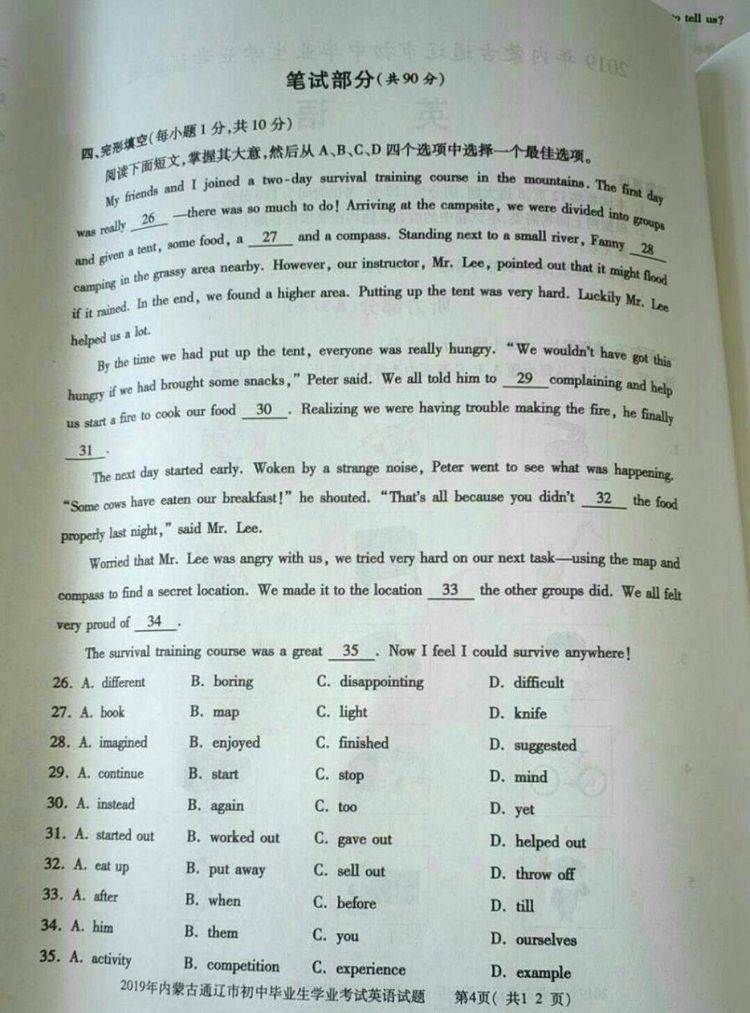 o tell us?
笔试部分(共90分)
四、完形填空(每小题1分,共10分)
阅读下面短文,掌握其大意,然后从A、B、C、D四个选项中选择一个最佳选项。
My friends and I joined a two-day survival training course in the mountains. The first day
was really 26 —there was so much to do! Arriving at the campsite, we were divided into groups
and given a tent, some food, a 27 and a compass. Standing next to a small river, Fanny 28
camping in the grassy area nearby. However, our instructor, Mr. Lee, pointed out that it might flood
if it rained. In the end, we found a higher area. Putting up the tent was very hard. Luckily Mr. Lee
helped us a lot.
By the time we had put up the tent, everyone was really hungry. "We wouldn't have got this
hungry if we had brought some snacks," Peter said. We all told him to 29 complaining and help
us start a fire to cook our food 30 . Realizing we were having trouble making the fire, he finally
31 .
The next day started early. Woken by a strange noise, Peter went to see what was happening.
"Some cows have eaten our breakfast!" he shouted. "That's all because you didn't 32 the food
properly last night," said Mr. Lee.
Worried that Mr. Lee was angry with us, we tried very hard on our next task—using the map and
compass to find a secret location. We made it to the location 33 the other groups did. We all felt
very proud of 34 .
The survival training course was a great 35 . Now I feel I could survive anywhere!
26. A. different B. boring C. disappointing D. difficult
27. A. book B. map C. light D. knife
28. A. imagined B. enjoyed C. finished D. suggested
29. A. continue B. start C. stop D. mind
30. A. instead B. again C. too D. yet
31. A. started out B. worked out C. gave out D. helped out
32. A. eat up B. put away C. sell out D. throw off
33. A. after B. when C. before D. till
34. A. him B. them C. you D. ourselves
35. A. activity B. competition C. experience D. example
2019年内蒙古通辽市初中毕业生学业考试英语试题 第4页( 共1 2 页)